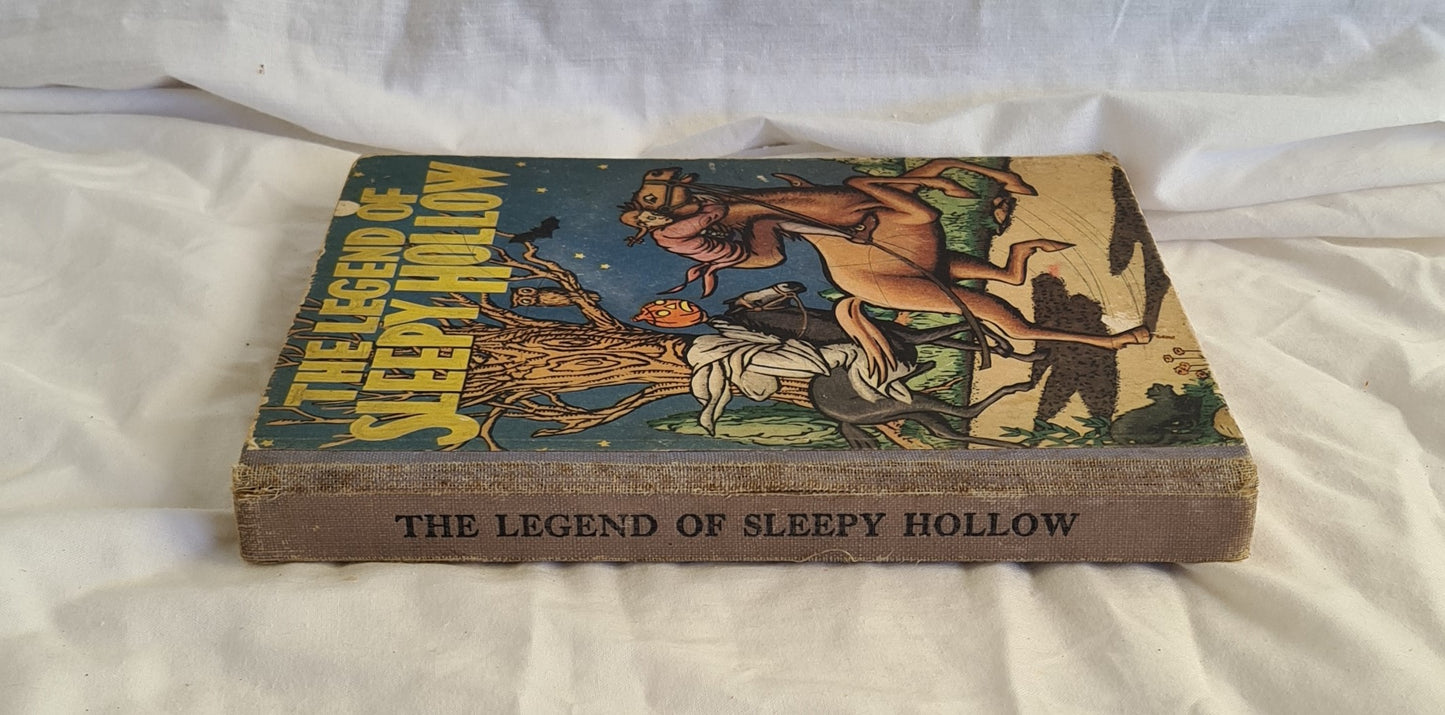 THE LEGEND OF
SLEEPY HOLLOW
THE LEGEND OF SLEEPY HOLLOW